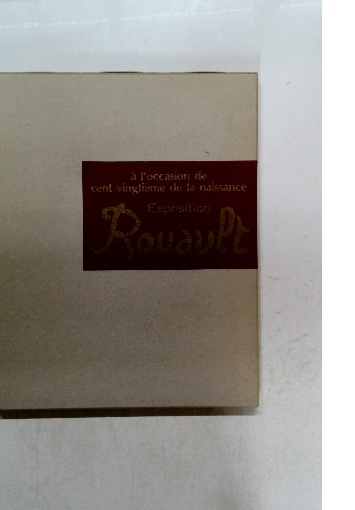 à l'occasion de
cent vingtième de la naissance
Exposition
Rouault